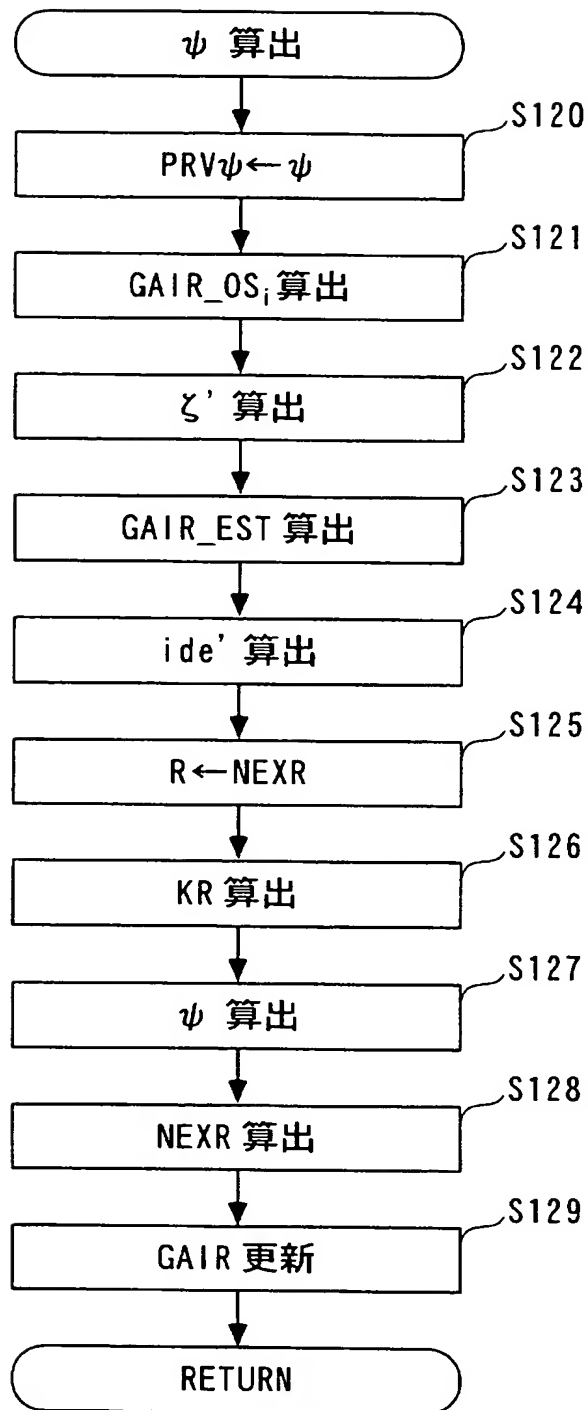 ψ 算出
S120
PRVψ←ψ
S121
GAIR_OSi 算出
S122
ζ' 算出
S123
GAIR_EST 算出
S124
ide' 算出
S125
R←NEXR
S126
KR 算出
S127
ψ 算出
S128
NEXR 算出
S129
GAIR 更新
RETURN